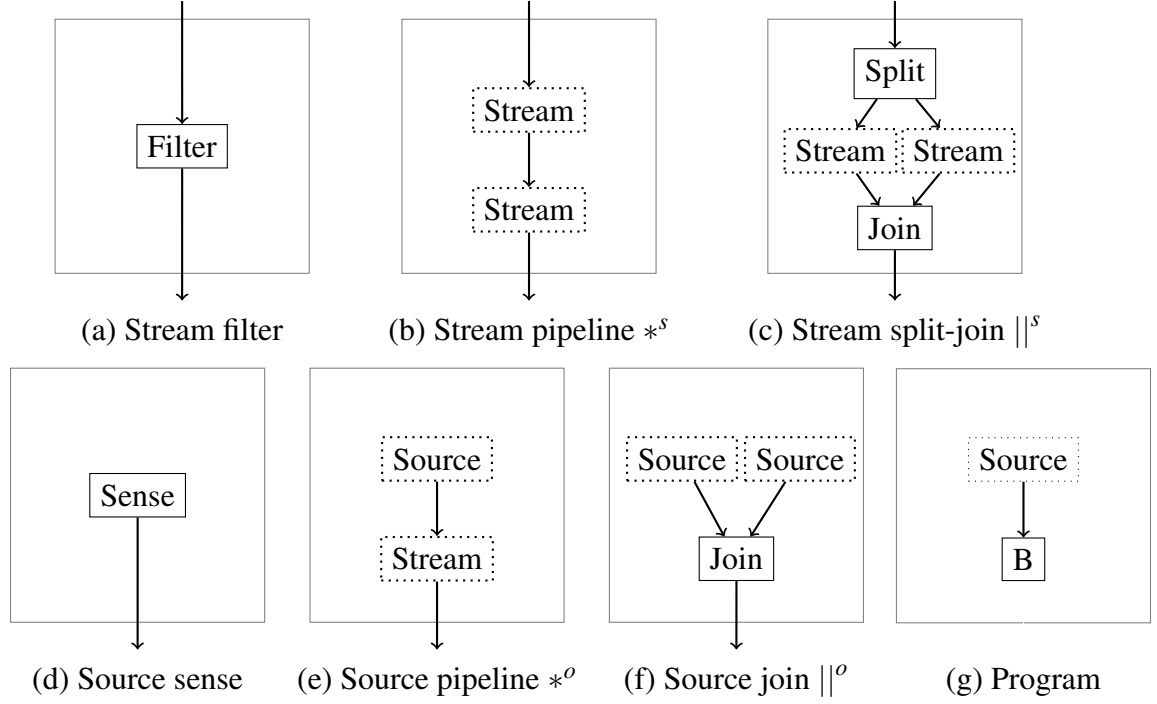 Filter
(a) Stream filter
Stream
Stream
(b) Stream pipeline ∗ˢ
Split
Stream Stream
Join
(c) Stream split-join ||ˢ
Sense
(d) Source sense
Source
Stream
(e) Source pipeline ∗ᵒ
Source Source
Join
(f) Source join ||ᵒ
Source
B
(g) Program